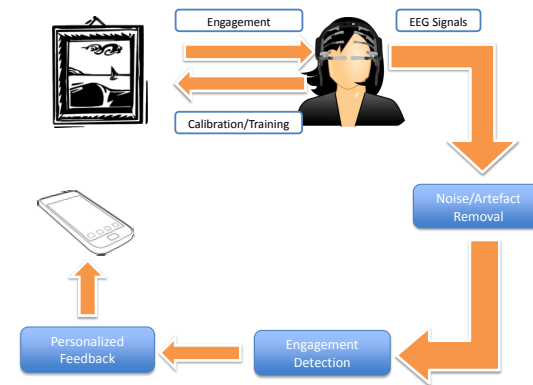 Engagement
EEG Signals
Calibration/Training
Noise/Artefact
Removal
Engagement
Detection
Personalized
Feedback